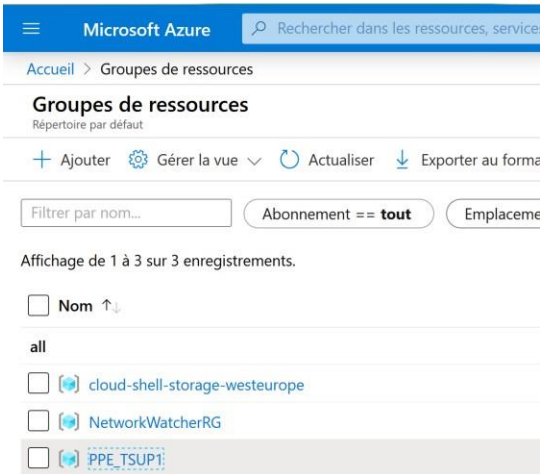 Microsoft Azure Rechercher dans les ressources, services
Accueil > Groupes de ressources
Groupes de ressources
Répertoire par défaut
Ajouter Gérer la vue Actualiser Exporter au forma
Filtrer par nom... Abonnement == tout Emplaceme
Affichage de 1 à 3 sur 3 enregistrements.
Nom
all
cloud-shell-storage-westeurope
NetworkWatcherRG
PPE_TSUP1